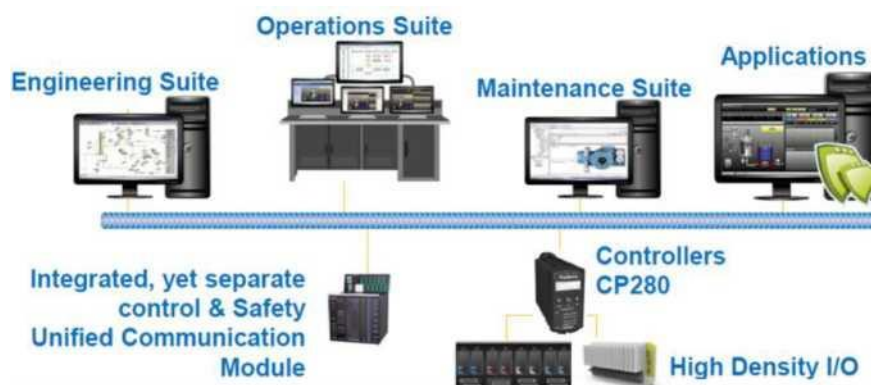 Operations Suite
Engineering Suite
Maintenance Suite
Applications
Integrated, yet separate
control & Safety
Unified Communication
Module
Controllers
CP280
High Density I/O